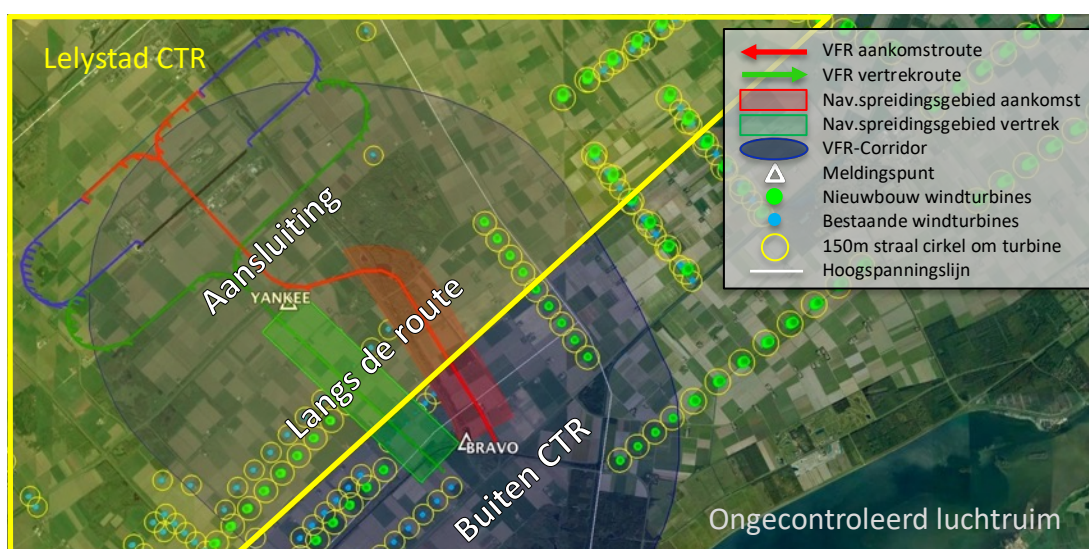 Lelystad CTR
VFR aankomstroute
VFR vertrekroute
Nav.spreidingsgebied aankomst
Nav.spreidingsgebied vertrek
VFR-Corridor
Meldingspunt
Nieuwbouw windturbines
Bestaande windturbines
150m straal cirkel om turbine
Hoogspanningslijn
Aansluiting
YANKEE
Langs de route
BRAVO
Buiten CTR
Ongecontroleerd luchtruim